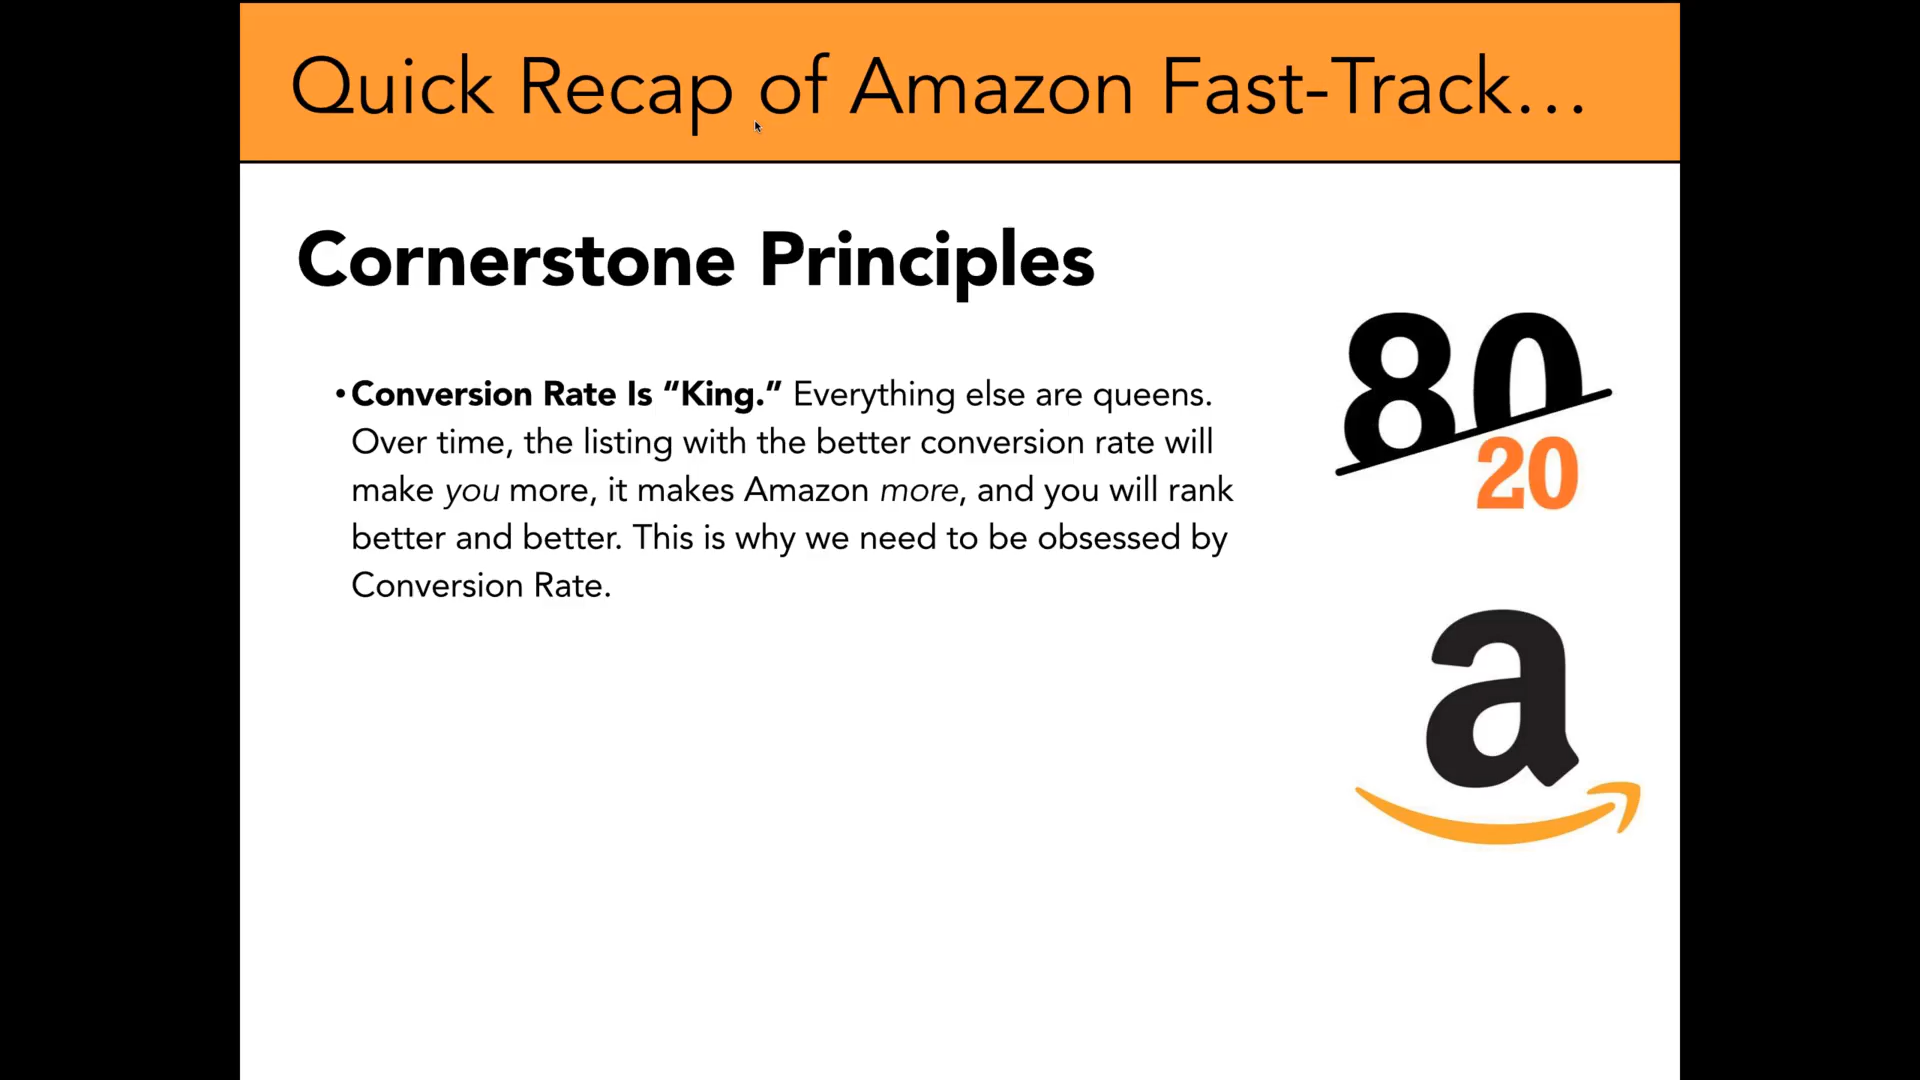 Quick Recap of Amazon Fast-Track…
Cornerstone Principles
•Conversion Rate Is “King.” Everything else are queens.
Over time, the listing with the better conversion rate will
make you more, it makes Amazon more, and you will rank
better and better. This is why we need to be obsessed by
Conversion Rate.
80
20
a